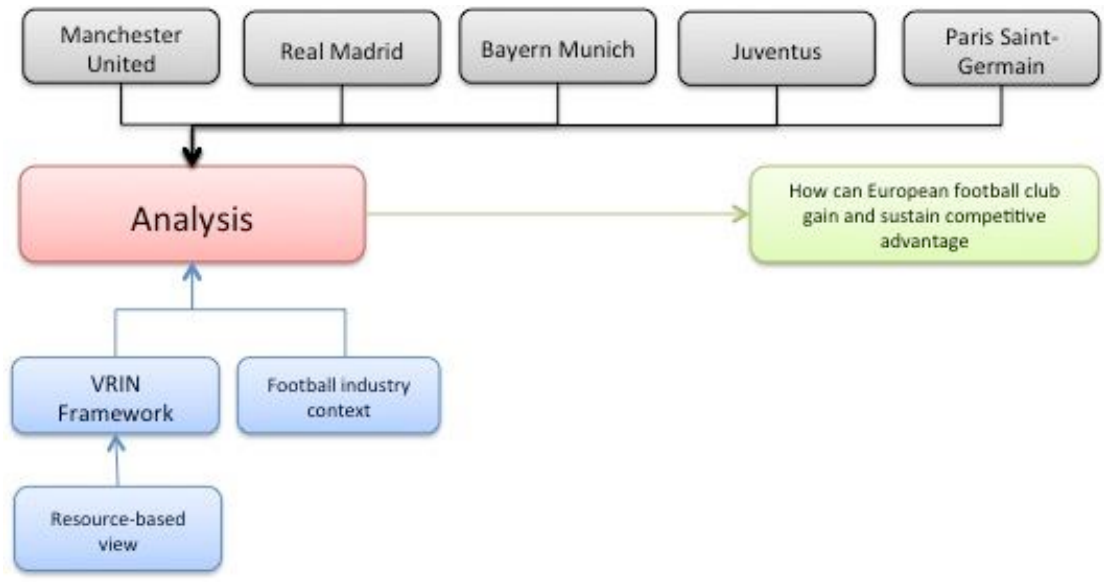 Manchester
United
Real Madrid
Bayern Munich
Juventus
Paris Saint-
Germain
Analysis
How can European football club
gain and sustain competitive
advantage
VRIN
Framework
Football industry
context
Resource-based
view